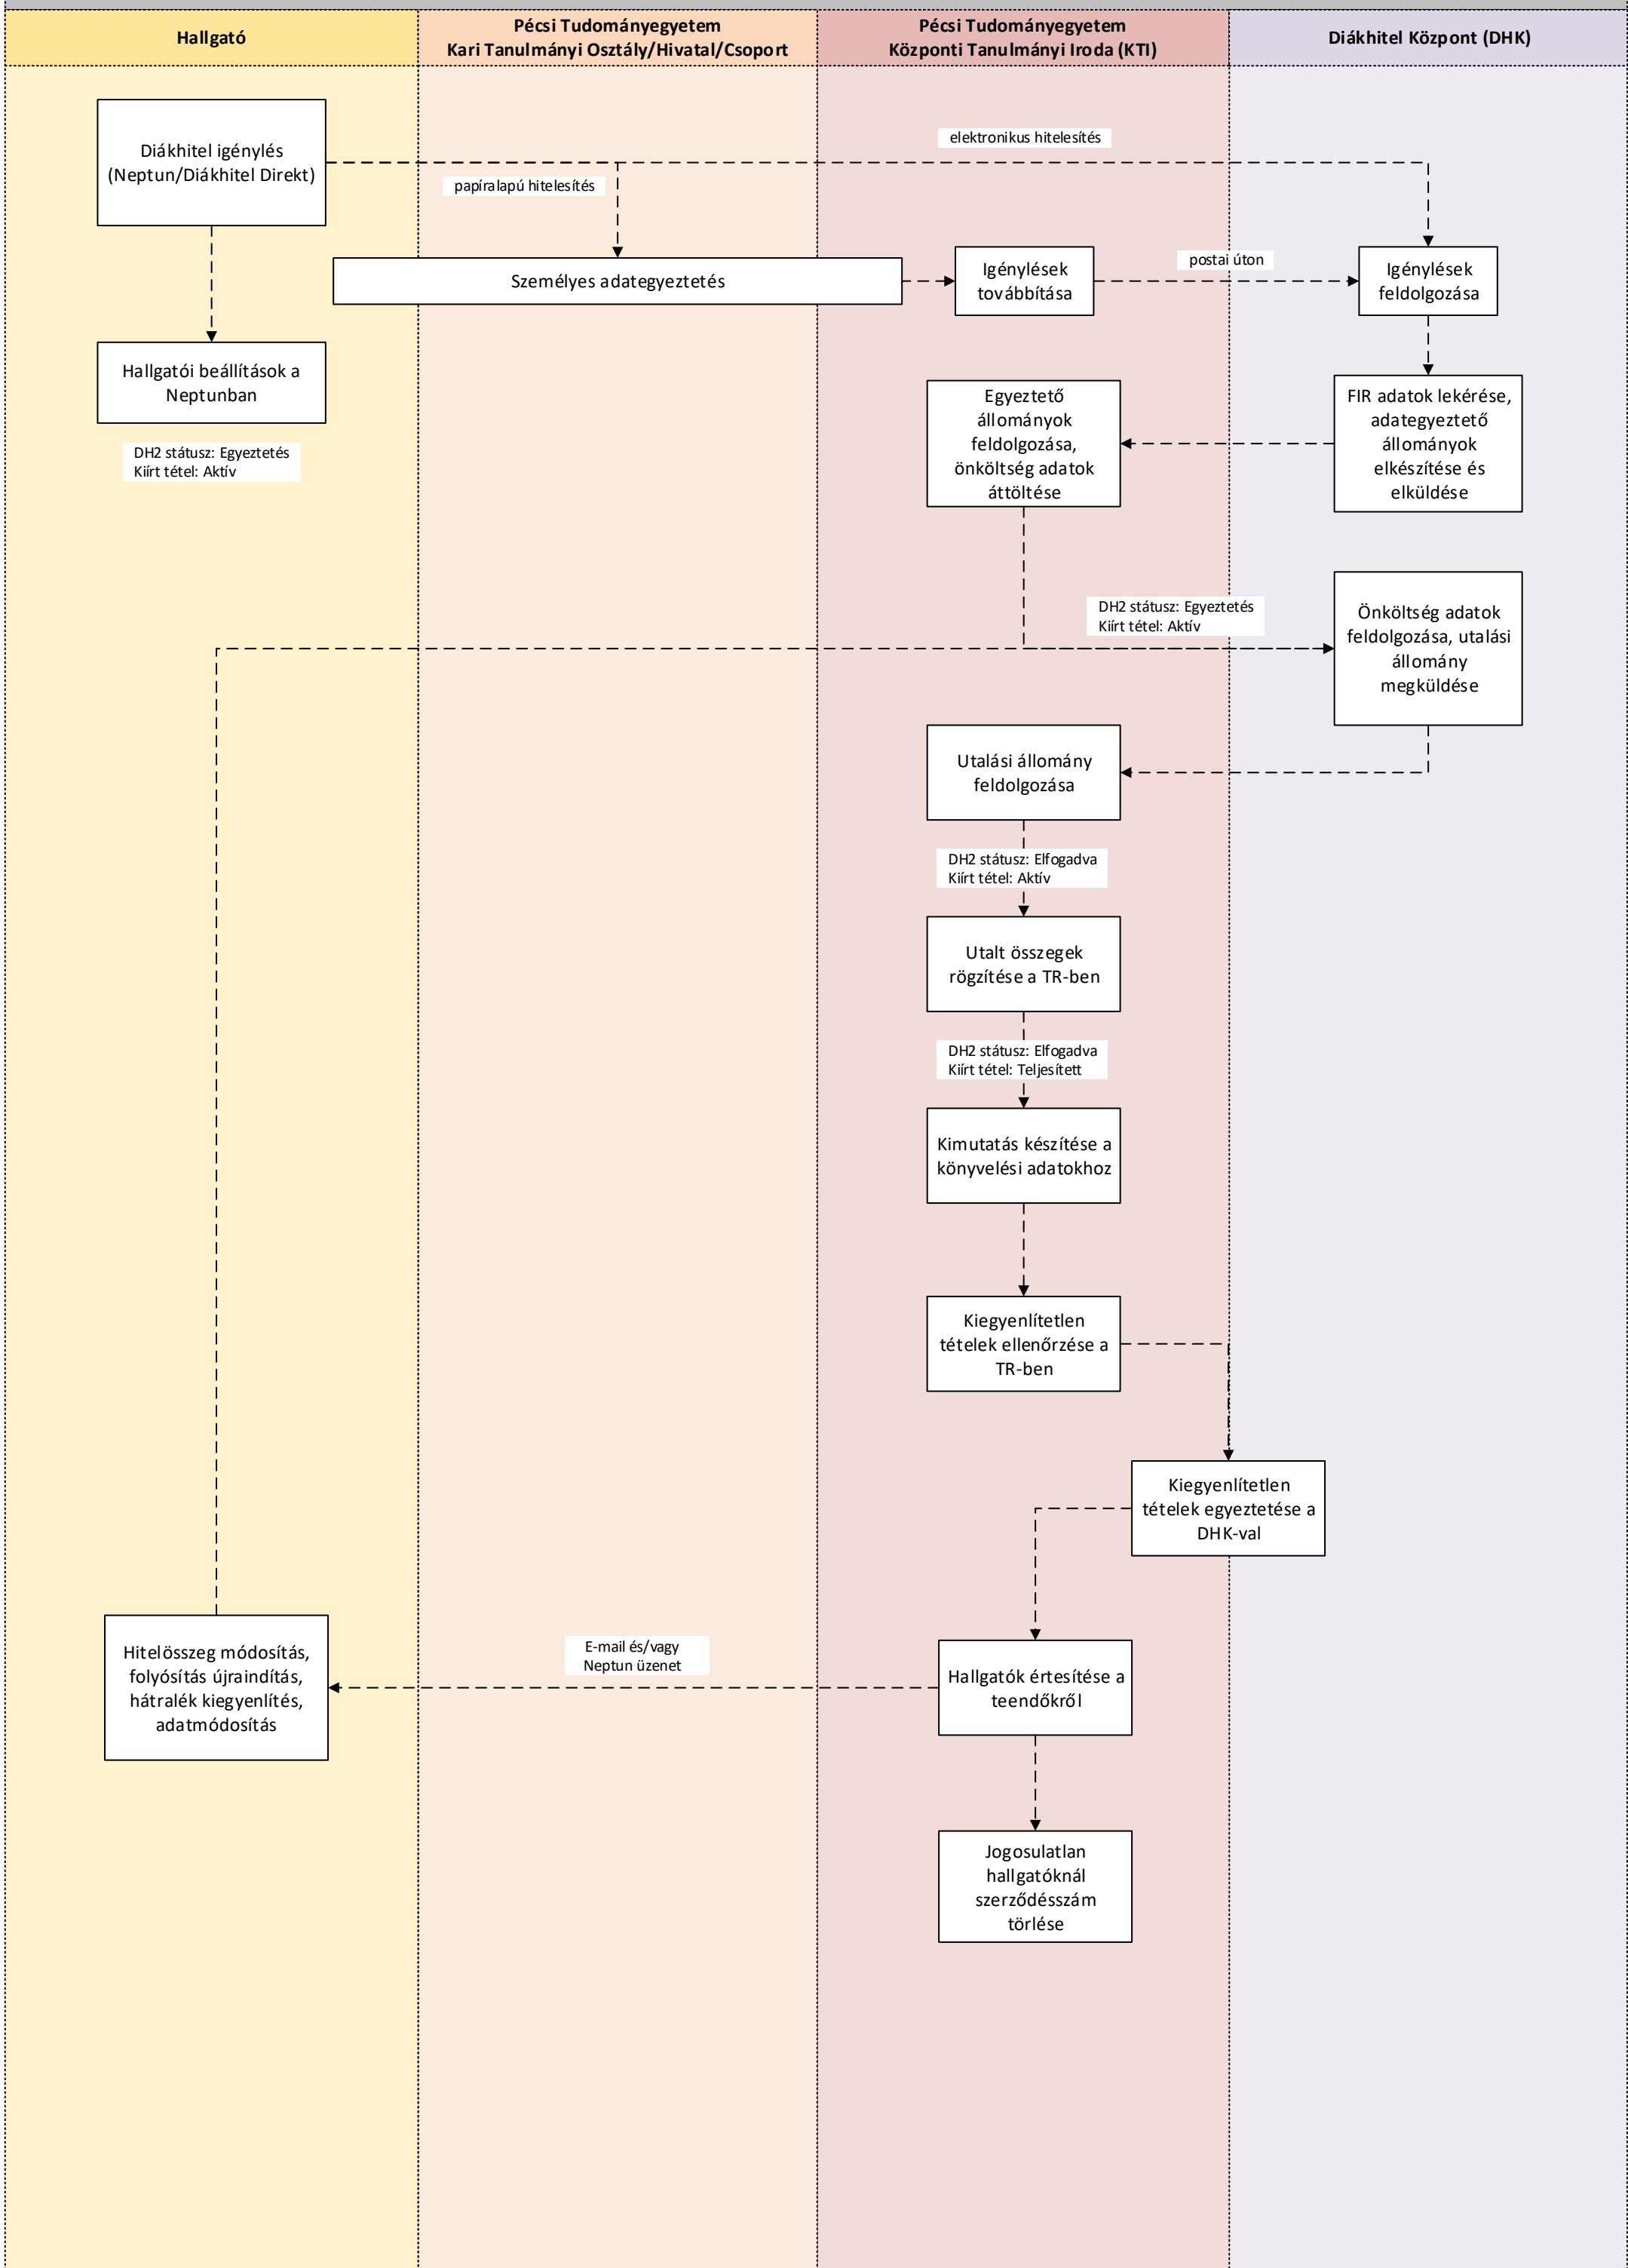 Hallgató
Pécsi Tudományegyetem
Kari Tanulmányi Osztály/Hivatal/Csoport
Pécsi Tudományegyetem
Központi Tanulmányi Iroda (KTI)
Diákhitel Központ (DHK)
Diákhitel igénylés
(Neptun/Diákhitel Direkt)
elektronikus hitelesítés
papíralapú hitelesítés
Személyes adategyeztetés
Igénylések
továbbítása
postai úton
Igénylések
feldolgozása
Hallgatói beállítások a
Neptunban
DH2 státusz: Egyeztetés
Kiírt tétel: Aktív
Egyeztető
állományok
feldolgozása,
önköltség adatok
áttöltése
FIR adatok lekérése,
adategyeztető
állományok
elkészítése és
elküldése
DH2 státusz: Egyeztetés
Kiírt tétel: Aktív
Önköltség adatok
feldolgozása, utalási
állomány
megküldése
Utalási állomány
feldolgozása
DH2 státusz: Elfogadva
Kiírt tétel: Aktív
Utalt összegek
rögzítése a TR-ben
DH2 státusz: Elfogadva
Kiírt tétel: Teljesített
Kimutatás készítése a
könyvelési adatokhoz
Kiegyenlítetlen
tételek ellenőrzése a
TR-ben
Kiegyenlítetlen
tételek egyeztetése a
DHK-val
Hitelösszeg módosítás,
folyósítás újraindítás,
hátralék kiegyenlítés,
adatmódosítás
E-mail és/vagy
Neptun üzenet
Hallgatók értesítése a
teendőkről
Jogosulatlan
hallgatóknál
szerződésszám
törlése